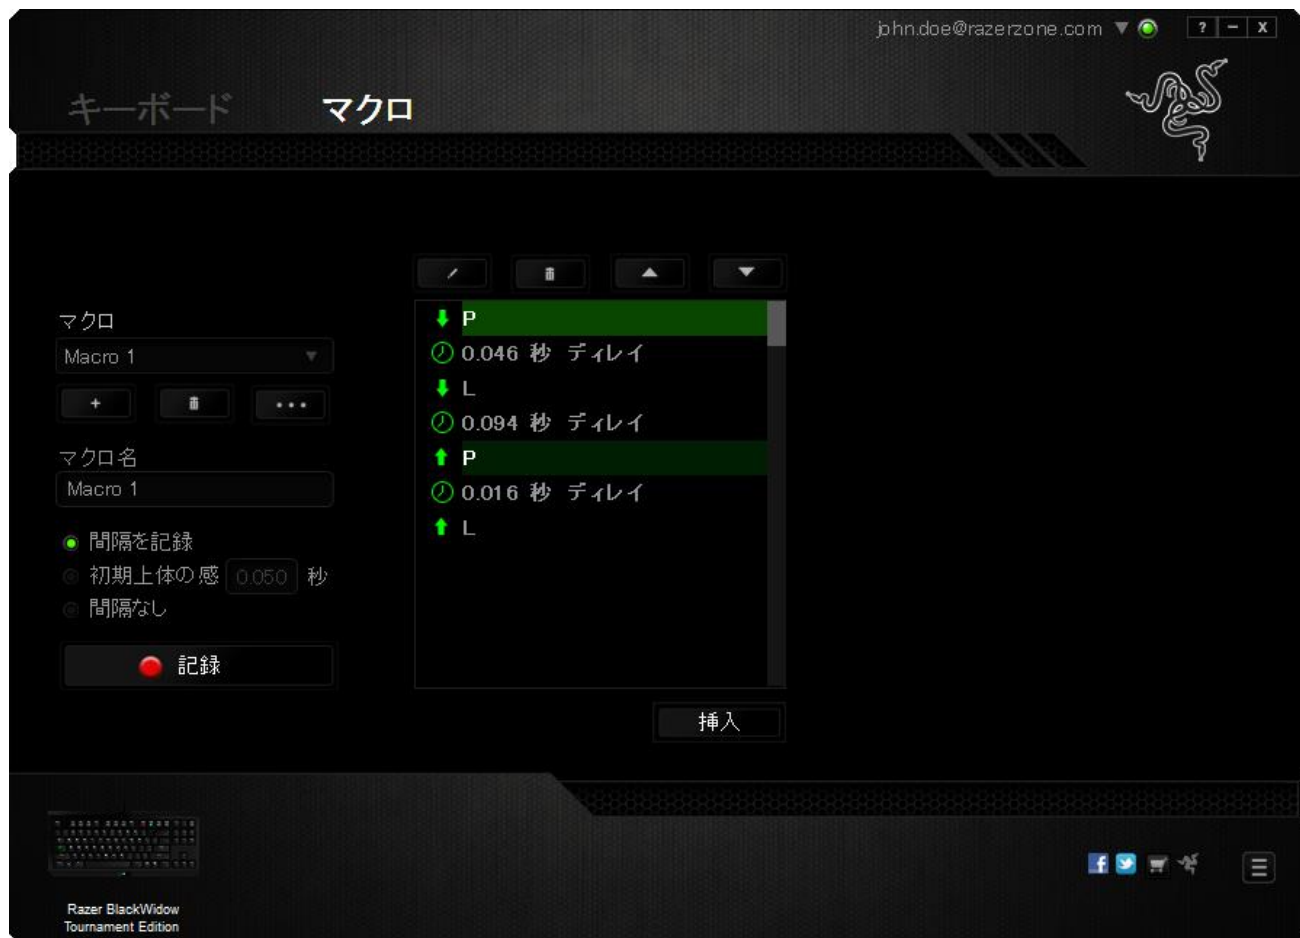 john.doe@razerzone.com
? - X
キーボード マクロ
マクロ
Macro 1
+
...
マクロ名
Macro 1
間隔を記録
初期上体の感 0.050 秒
間隔なし
記録
P
0.046 秒 ディレイ
L
0.094 秒 ディレイ
P
0.016 秒 ディレイ
L
挿入
Razer BlackWidow
Tournament Edition